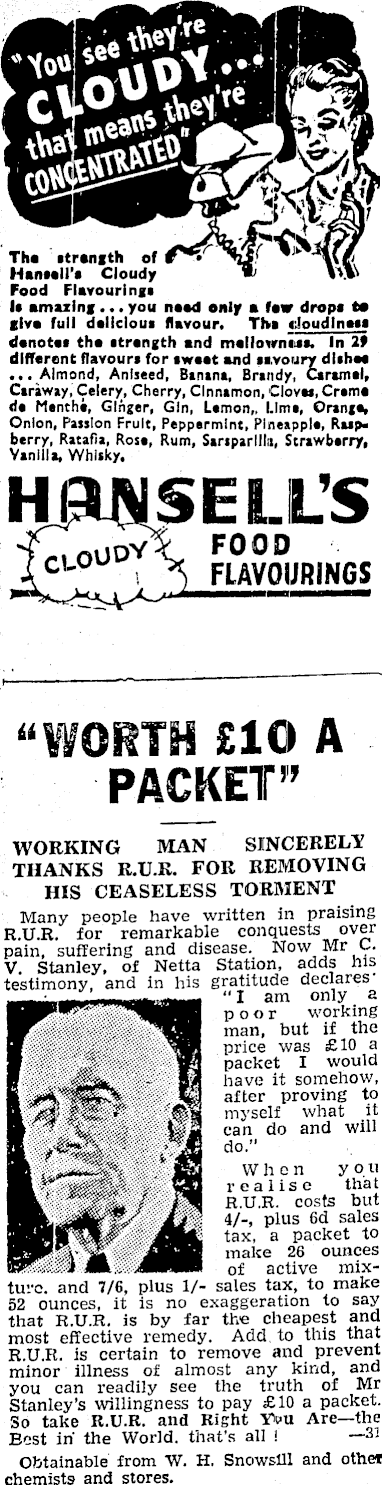 "You see they're
CLOUDY...
that means they're
CONCENTRATED"
The strength of
Hansell's Cloudy
Food Flavourings
is amazing . . . you need only a few drops to
give full delicious flavour. The cloudiness
denotes the strength and mellowness. In 29
different flavours for sweet and savoury dishes
. . . Almond, Aniseed, Banana, Brandy, Caramel,
Caraway, Celery, Cherry, Cinnamon, Cloves, Creme
de Menthe, Ginger, Gin, Lemon, Lime, Orange,
Onion, Passion Fruit, Peppermint, Pineapple, Rasp-
berry, Ratafia, Rose, Rum, Sarsparilla, Strawberry,
Vanilla, Whisky.
HANSELL'S
CLOUDY
FOOD
FLAVOURINGS
"WORTH £10 A
PACKET"
WORKING MAN SINCERELY
THANKS R.U.R. FOR REMOVING
HIS CEASELESS TORMENT
Many people have written in praising
R.U.R. for remarkable conquests over
pain, suffering and disease. Now Mr C.
V. Stanley, of Netta Station, adds his
testimony, and in his gratitude declares
"I am only a
poor working
man, but if the
price was £10 a
packet I would
have it somehow,
after proving to
myself what it
can do and will
do."
When you
realise that
R.U.R. costs but
4/-, plus 6d sales
tax, a packet to
make 26 ounces
of active mix-
ture. and 7/6, plus 1/- sales tax, to make
52 ounces, it is no exaggeration to say
that R.U.R. is by far the cheapest and
most effective remedy. Add to this that
R.U.R. is certain to remove and prevent
minor illness of almost any kind, and
you can readily see the truth of Mr
Stanley's willingness to pay £10 a packet.
So take R.U.R. and Right You Are—the
Best in the World. that's all ! —31
Obtainable from W. H. Snowsill and other
chemists and stores.